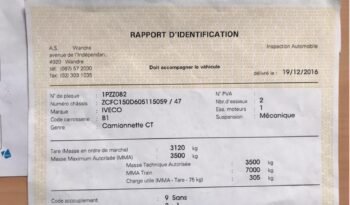 RAPPORT D'IDENTIFICATION
A.S. Wandre
avenue de l'Indépendan.
4020 Wandre
tél. (087) 57 2030
fax. (02) 303 1035
Inspection Automobile
Doit accompagner le véhicule
délivré le : 19/12/2016
N° de plaque : 1PZZ082
N° PVA :
Numéro châssis : ZCFC150D605115059 / 47
Nbr.d'essieux : 2
Marque : IVECO
Ess. moteurs : 1
Code carrosserie : B1
Suspension : Mécanique
Genre : Camionnette CT
Tare (Masse en ordre de marche) 3120 kg
Masse Maximum Autorisée (MMA) 3500 kg
Masse Technique Autorisée 3500 kg
MMA Train 7000 kg
Charge utile (MMA - Tare - 75 kg) 305 kg
Code accouplement : 9 Sans